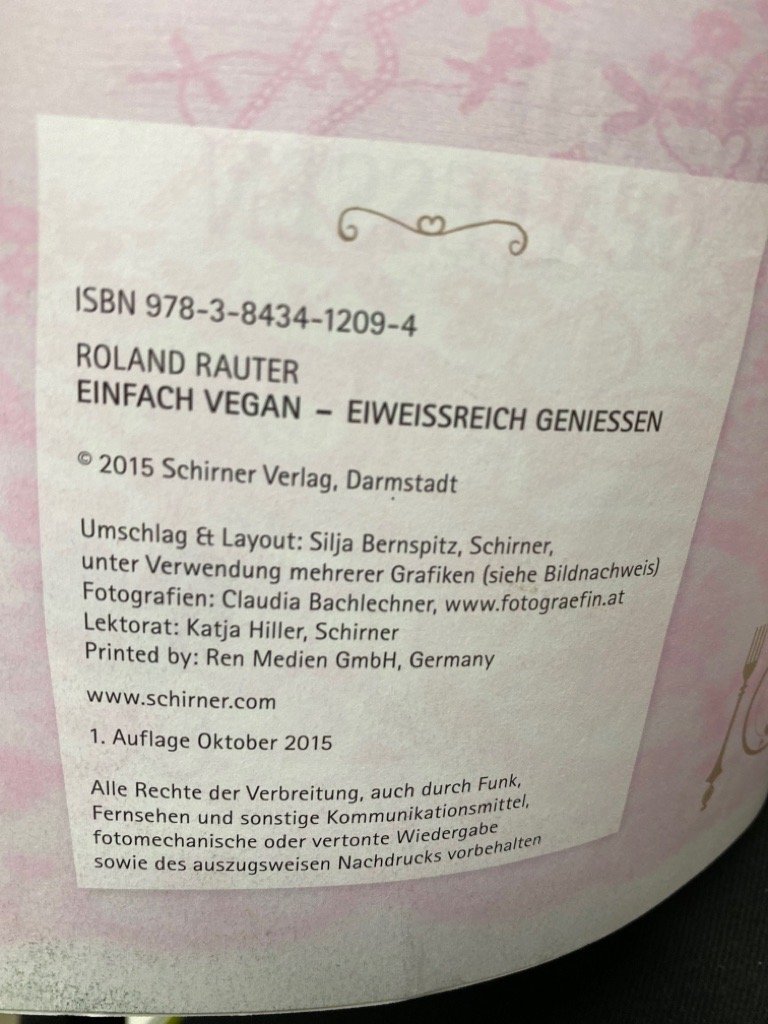 ISBN 978-3-8434-1209-4
ROLAND RAUTER
EINFACH VEGAN – EIWEISSREICH GENIESSEN
© 2015 Schirner Verlag, Darmstadt
Umschlag & Layout: Silja Bernspitz, Schirner,
unter Verwendung mehrerer Grafiken (siehe Bildnachweis)
Fotografien: Claudia Bachlechner, www.fotograefin.at
Lektorat: Katja Hiller, Schirner
Printed by: Ren Medien GmbH, Germany
www.schirner.com
1. Auflage Oktober 2015
Alle Rechte der Verbreitung, auch durch Funk,
Fernsehen und sonstige Kommunikationsmittel,
fotomechanische oder vertonte Wiedergabe
sowie des auszugsweisen Nachdrucks vorbehalten